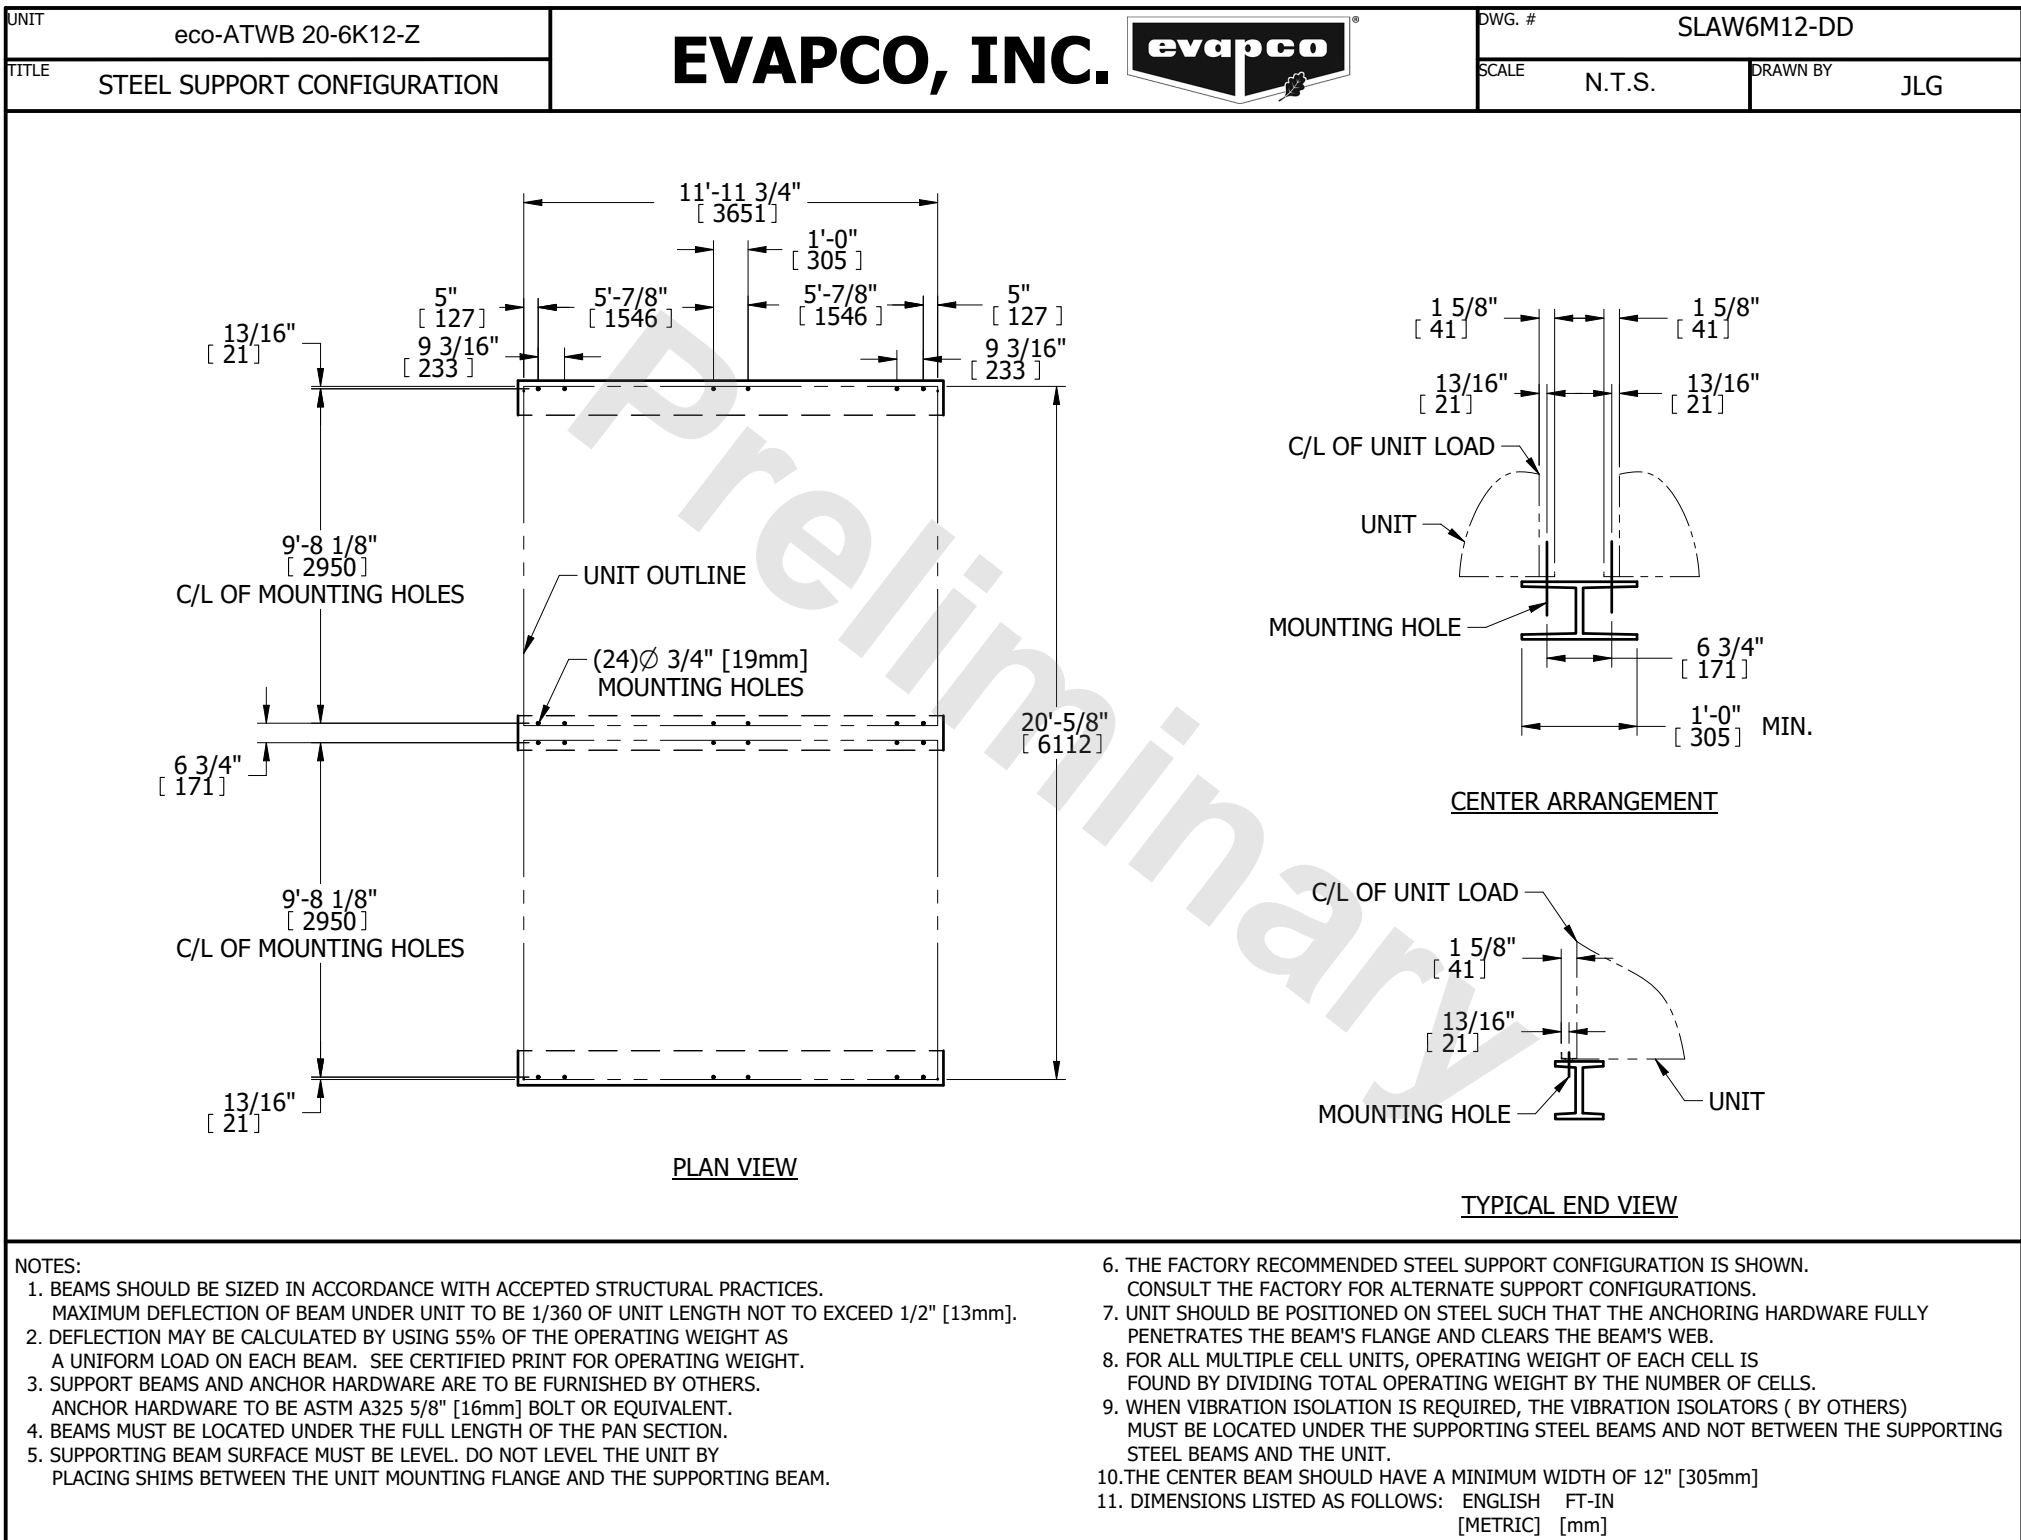 UNIT
eco-ATWB 20-6K12-Z
TITLE
STEEL SUPPORT CONFIGURATION
EVAPCO, INC.
evapco
®
DWG. #
SLAW6M12-DD
SCALE
N.T.S.
DRAWN BY
JLG
11'-11 3/4"
[ 3651]
1'-0"
[ 305 ]
5"
[ 127]
5'-7/8"
[ 1546 ]
5'-7/8"
[ 1546 ]
5"
[ 127 ]
13/16"
[ 21]
9 3/16"
[ 233 ]
9 3/16"
[ 233 ]
9'-8 1/8"
[ 2950]
C/L OF MOUNTING HOLES
UNIT OUTLINE
(24)∅ 3/4" [19mm]
MOUNTING HOLES
6 3/4"
[ 171]
20'-5/8"
[ 6112]
9'-8 1/8"
[ 2950]
C/L OF MOUNTING HOLES
13/16"
[ 21]
PLAN VIEW
Preliminary
1 5/8"
[ 41]
1 5/8"
[ 41]
13/16"
[ 21]
13/16"
[ 21]
C/L OF UNIT LOAD
UNIT
MOUNTING HOLE
6 3/4"
[ 171]
1'-0"
[ 305] MIN.
CENTER ARRANGEMENT
C/L OF UNIT LOAD
1 5/8"
[ 41]
13/16"
[ 21]
MOUNTING HOLE
UNIT
TYPICAL END VIEW
NOTES:
1. BEAMS SHOULD BE SIZED IN ACCORDANCE WITH ACCEPTED STRUCTURAL PRACTICES.
MAXIMUM DEFLECTION OF BEAM UNDER UNIT TO BE 1/360 OF UNIT LENGTH NOT TO EXCEED 1/2" [13mm].
2. DEFLECTION MAY BE CALCULATED BY USING 55% OF THE OPERATING WEIGHT AS
A UNIFORM LOAD ON EACH BEAM. SEE CERTIFIED PRINT FOR OPERATING WEIGHT.
3. SUPPORT BEAMS AND ANCHOR HARDWARE ARE TO BE FURNISHED BY OTHERS.
ANCHOR HARDWARE TO BE ASTM A325 5/8" [16mm] BOLT OR EQUIVALENT.
4. BEAMS MUST BE LOCATED UNDER THE FULL LENGTH OF THE PAN SECTION.
5. SUPPORTING BEAM SURFACE MUST BE LEVEL. DO NOT LEVEL THE UNIT BY
PLACING SHIMS BETWEEN THE UNIT MOUNTING FLANGE AND THE SUPPORTING BEAM.
6. THE FACTORY RECOMMENDED STEEL SUPPORT CONFIGURATION IS SHOWN.
CONSULT THE FACTORY FOR ALTERNATE SUPPORT CONFIGURATIONS.
7. UNIT SHOULD BE POSITIONED ON STEEL SUCH THAT THE ANCHORING HARDWARE FULLY
PENETRATES THE BEAM'S FLANGE AND CLEARS THE BEAM'S WEB.
8. FOR ALL MULTIPLE CELL UNITS, OPERATING WEIGHT OF EACH CELL IS
FOUND BY DIVIDING TOTAL OPERATING WEIGHT BY THE NUMBER OF CELLS.
9. WHEN VIBRATION ISOLATION IS REQUIRED, THE VIBRATION ISOLATORS ( BY OTHERS)
MUST BE LOCATED UNDER THE SUPPORTING STEEL BEAMS AND NOT BETWEEN THE SUPPORTING
STEEL BEAMS AND THE UNIT.
10.THE CENTER BEAM SHOULD HAVE A MINIMUM WIDTH OF 12" [305mm]
11. DIMENSIONS LISTED AS FOLLOWS: ENGLISH FT-IN
[METRIC] [mm]